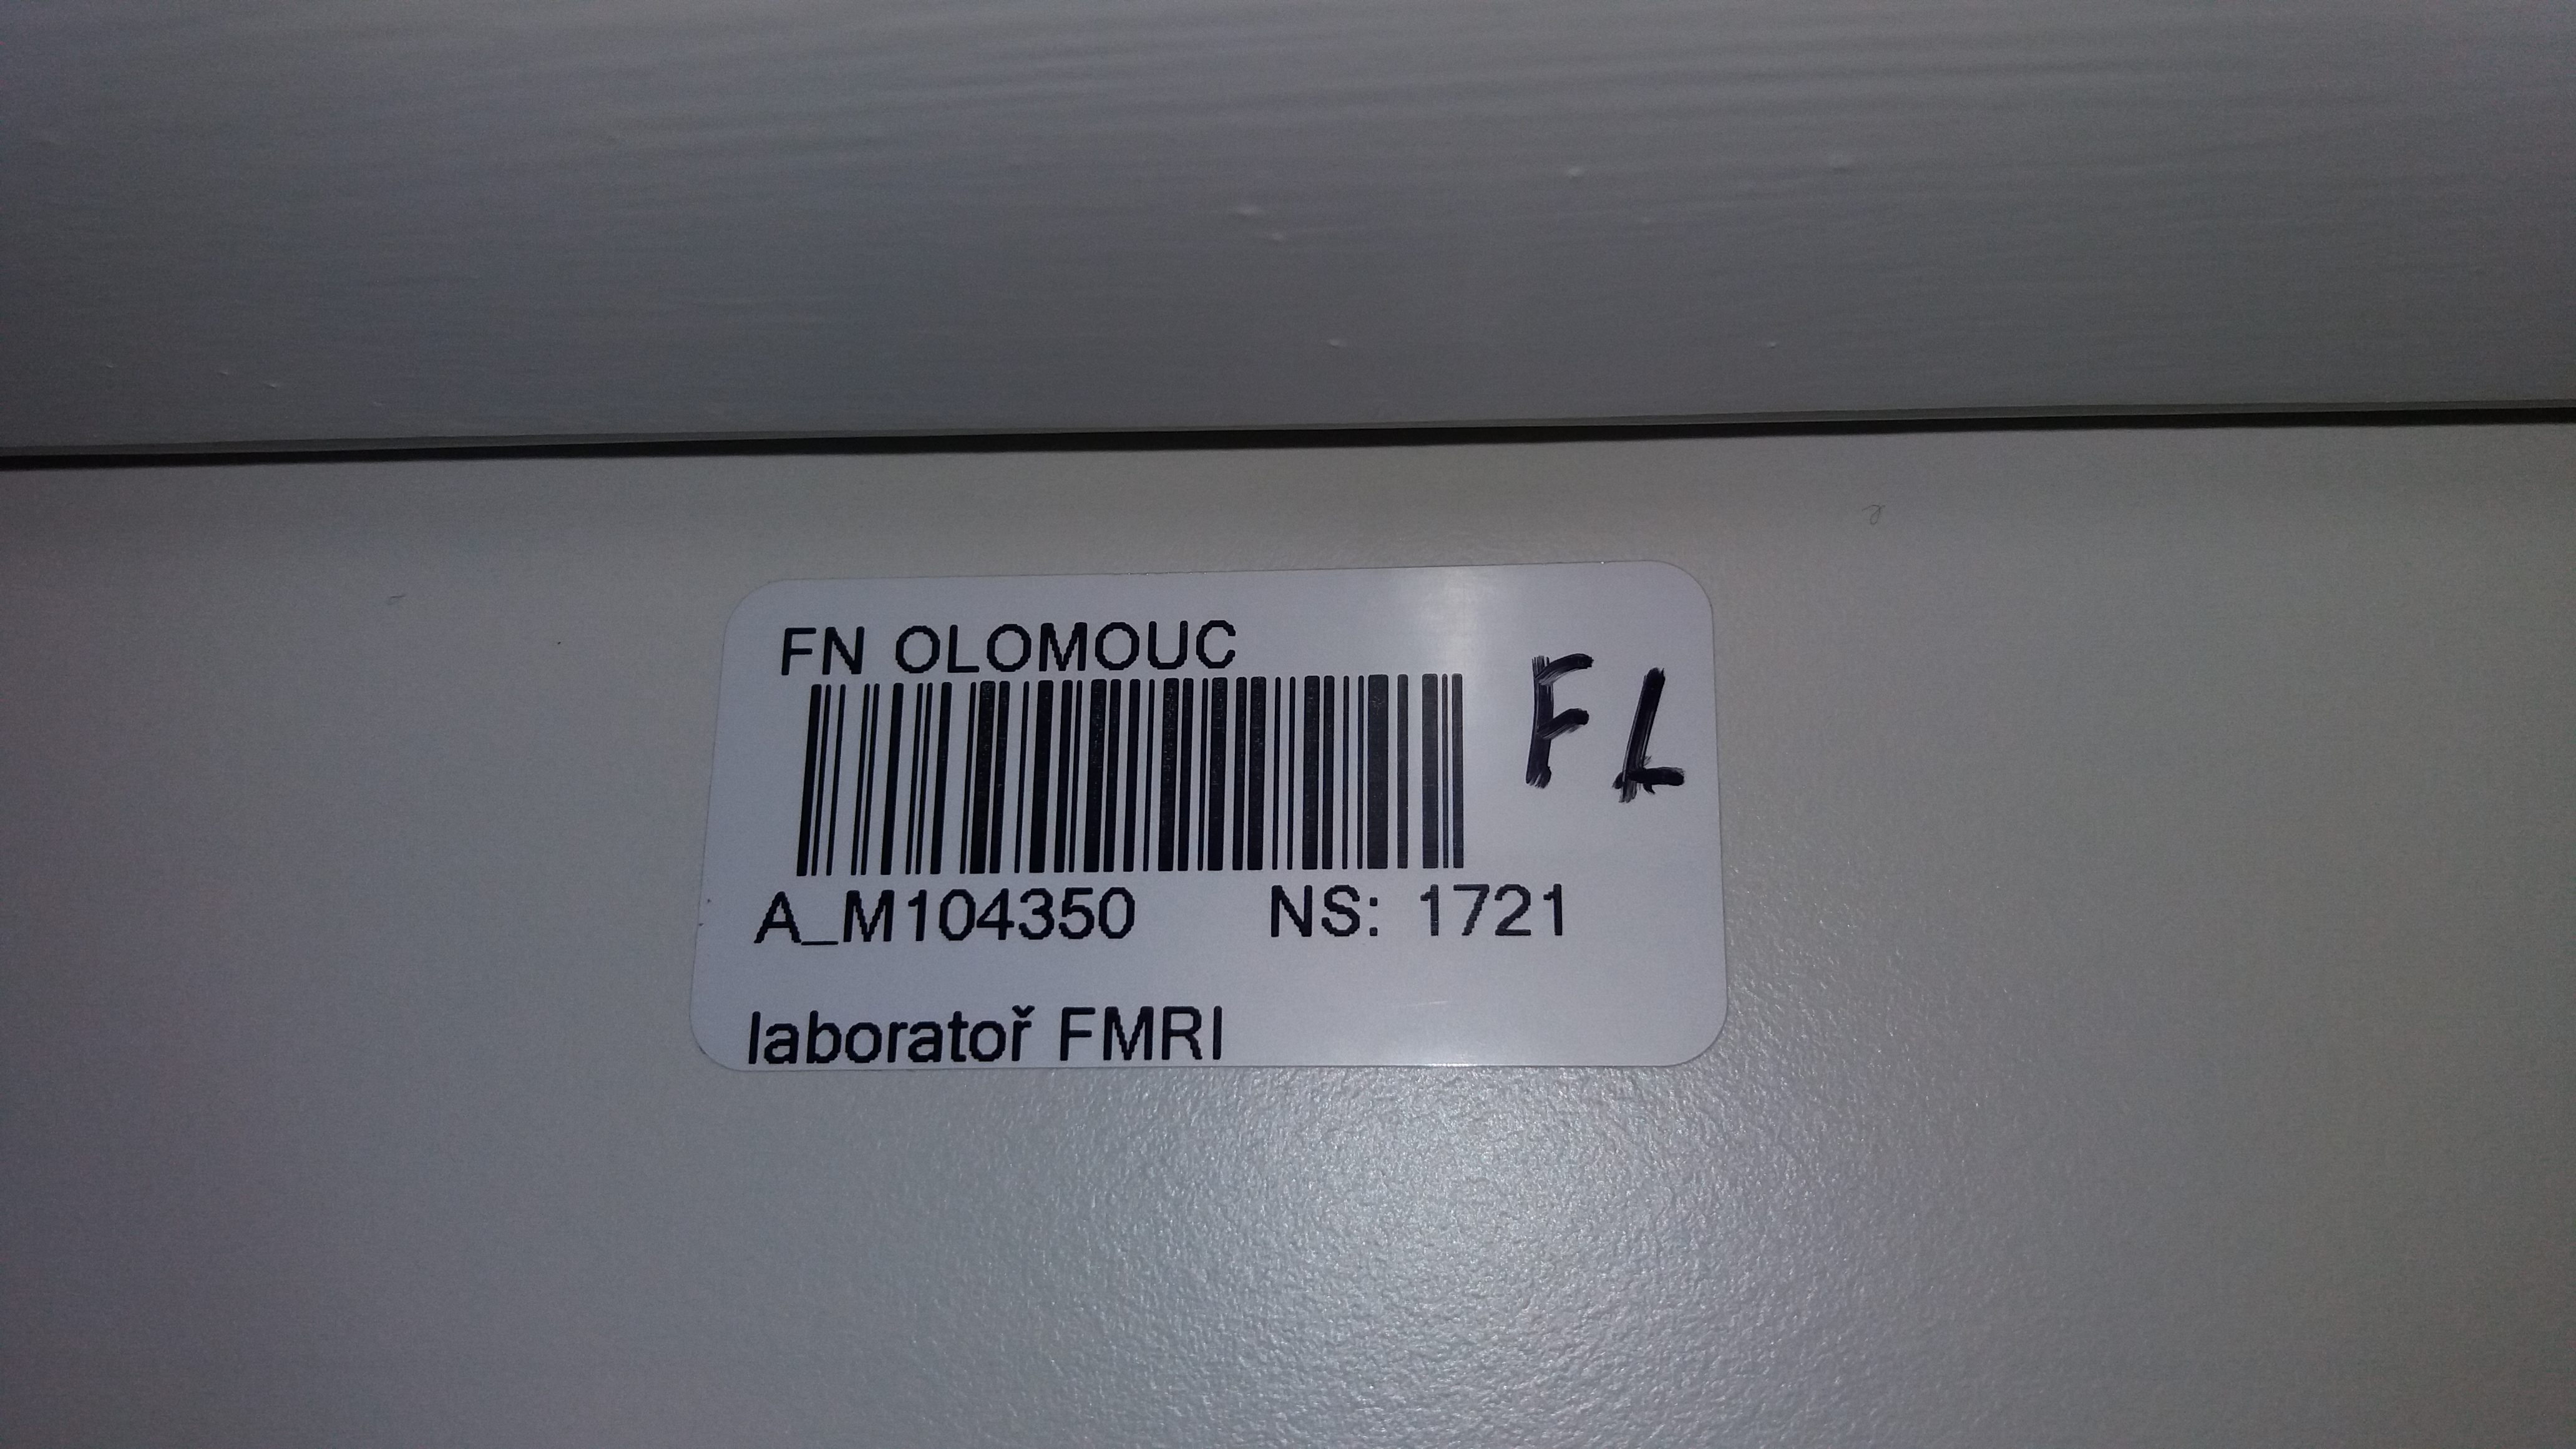 FN OLOMOUC
FL
A_M104350 NS: 1721
laboratoř FMRI